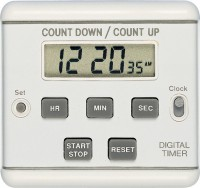 COUNT DOWN / COUNT UP
12 20 35 AM
Set
Clock
HR MIN SEC
START STOP
RESET
DIGITAL TIMER